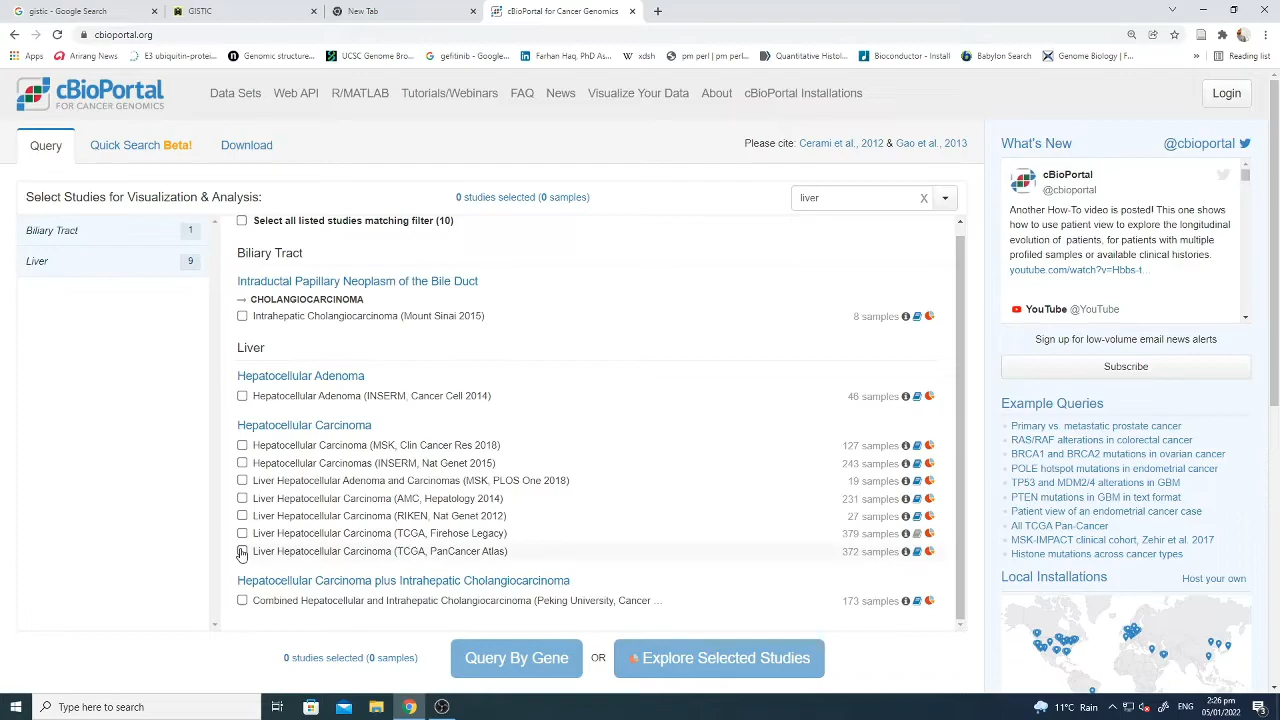 gistic - Google Search
GISTIC
New Tab
cBioPortal for Cancer Genomics
cbioportal.org
Apps
Ariang News
E3 ubiquitin-protei...
Genomic structure...
UCSC Genome Bro...
gefitinib - Google...
Farhan Haq, PhD As...
xdsh
pm perl | pm perl...
Quantitative Histol...
Bioconductor - Install
Babylon Search
Genome Biology | F...
Reading list
cBioPortal
FOR CANCER GENOMICS
Data Sets
Web API
R/MATLAB
Tutorials/Webinars
FAQ
News
Visualize Your Data
About
cBioPortal Installations
Login
Query
Quick Search Beta!
Download
Please cite: Cerami et al., 2012 & Gao et al., 2013
Select Studies for Visualization & Analysis:
0 studies selected (0 samples)
liver
X
Biliary Tract
1
Liver
9
Select all listed studies matching filter (10)
Biliary Tract
Intraductal Papillary Neoplasm of the Bile Duct
→ CHOLANGIOCARCINOMA
Intrahepatic Cholangiocarcinoma (Mount Sinai 2015)
8 samples
Liver
Hepatocellular Adenoma
Hepatocellular Adenoma (INSERM, Cancer Cell 2014)
46 samples
Hepatocellular Carcinoma
Hepatocellular Carcinoma (MSK, Clin Cancer Res 2018)
127 samples
Hepatocellular Carcinomas (INSERM, Nat Genet 2015)
243 samples
Liver Hepatocellular Adenoma and Carcinomas (MSK, PLOS One 2018)
19 samples
Liver Hepatocellular Carcinoma (AMC, Hepatology 2014)
231 samples
Liver Hepatocellular Carcinoma (RIKEN, Nat Genet 2012)
27 samples
Liver Hepatocellular Carcinoma (TCGA, Firehose Legacy)
379 samples
Liver Hepatocellular Carcinoma (TCGA, PanCancer Atlas)
372 samples
Hepatocellular Carcinoma plus Intrahepatic Cholangiocarcinoma
Combined Hepatocellular and Intrahepatic Cholangiocarcinoma (Peking University, Cancer ...
173 samples
0 studies selected (0 samples)
Query By Gene
OR
Explore Selected Studies
What's New
@cbioportal
cBioPortal
@cbioportal
Another How-To video is posted! This one shows
how to use patient view to explore the longitudinal
evolution of patients, for patients with multiple
profiled samples or available clinical histories.
youtube.com/watch?v=Hbbs-t...
YouTube @YouTube
Sign up for low-volume email news alerts
Subscribe
Example Queries
Primary vs. metastatic prostate cancer
RAS/RAF alterations in colorectal cancer
BRCA1 and BRCA2 mutations in ovarian cancer
POLE hotspot mutations in endometrial cancer
TP53 and MDM2/4 alterations in GBM
PTEN mutations in GBM in text format
Patient view of an endometrial cancer case
All TCGA Pan-Cancer
MSK-IMPACT clinical cohort, Zehir et al. 2017
Histone mutations across cancer types
Local Installations
Host your own
Type here to search
11°C Rain
ENG
2:26 pm
05/01/2022